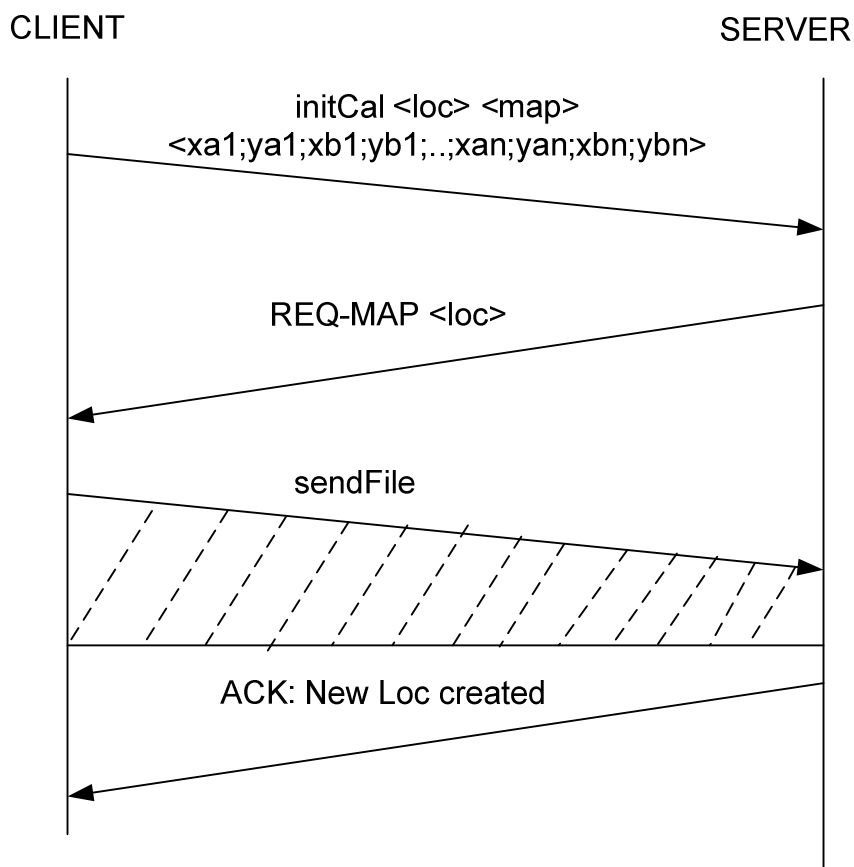 CLIENT
SERVER
initCal <loc> <map>
<xa1;ya1;xb1;yb1;..;xan;yan;xbn;ybn>
REQ-MAP <loc>
sendFile
ACK: New Loc created